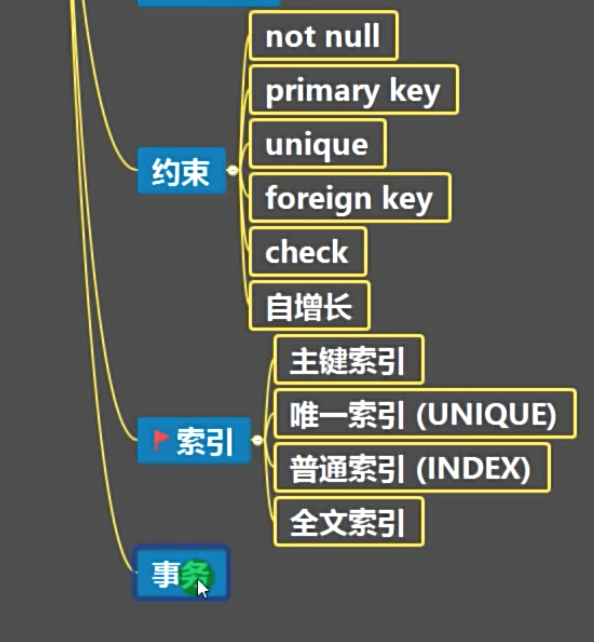 约束
not null
primary key
unique
foreign key
check
自增长
索引
主键索引
唯一索引 (UNIQUE)
普通索引 (INDEX)
全文索引
事务